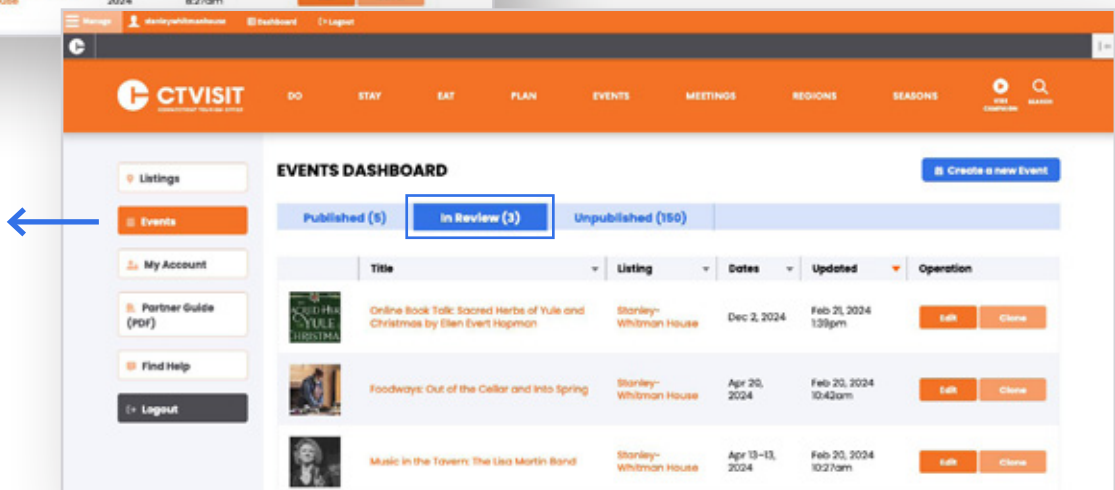 2024 8:27am
Manage stanleywhitmanhouse Dashboard Logout
CTVISIT
DO STAY EAT PLAN EVENTS MEETINGS REGIONS SEASONS
SEARCH
Listings
Events
My Account
Partner Guide
(PDF)
Find Help
Logout
EVENTS DASHBOARD
Create a new Event
Published (5) In Review (3) Unpublished (150)
Title Listing Dates Updated Operation
Online Book Talk: Sacred Herbs of Yule and
Christmas by Ellen Evert Hopman
Stanley-
Whitman House
Dec 2, 2024
Feb 21, 2024
1:39pm
Edit Clone
YULE
Foodways: Out of the Cellar and Into Spring
Stanley-
Whitman House
Apr 20,
2024
Feb 20, 2024
10:42am
Edit Clone
Music in the Tavern: The Lisa Martin Band
Stanley-
Whitman House
Apr 13–13,
2024
Feb 20, 2024
10:27am
Edit Clone